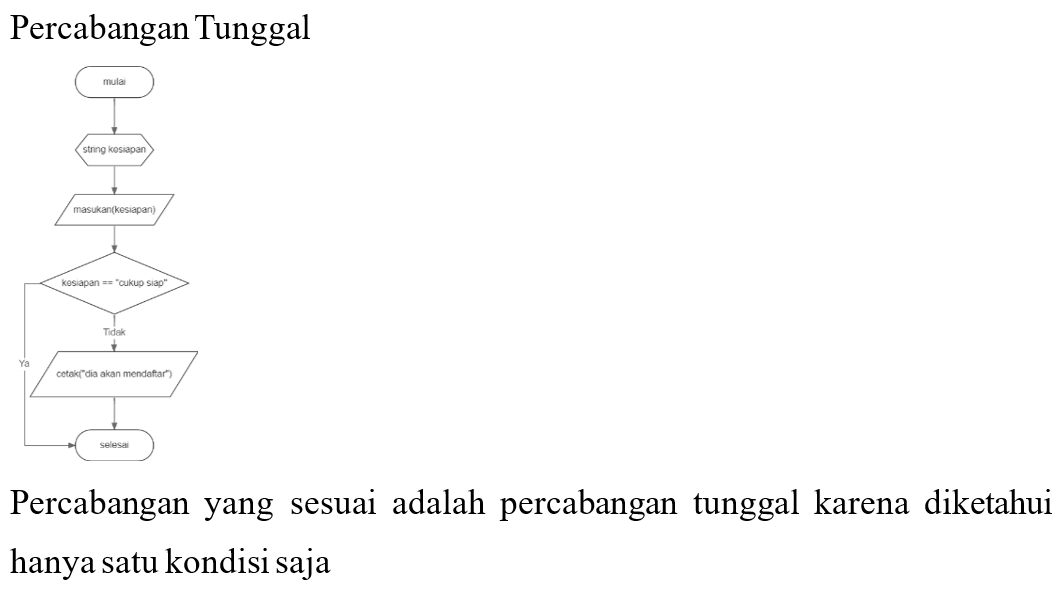 Percabangan Tunggal
mulai
string kesiapan
masukan(kesiapan)
kesiapan == "cukup siap"
Tidak
Ya
cetak("dia akan mendaftar")
selesai
Percabangan yang sesuai adalah percabangan tunggal karena diketahui
hanya satu kondisi saja